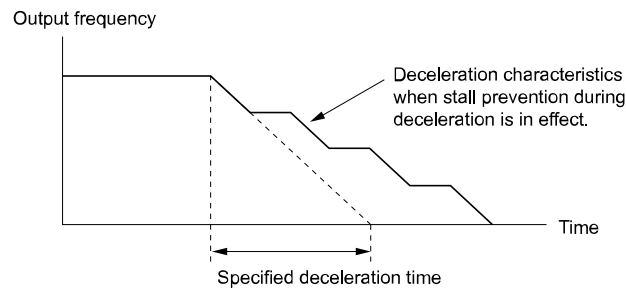 Output frequency
Deceleration characteristics
when stall prevention during
deceleration is in effect.
Time
Specified deceleration time